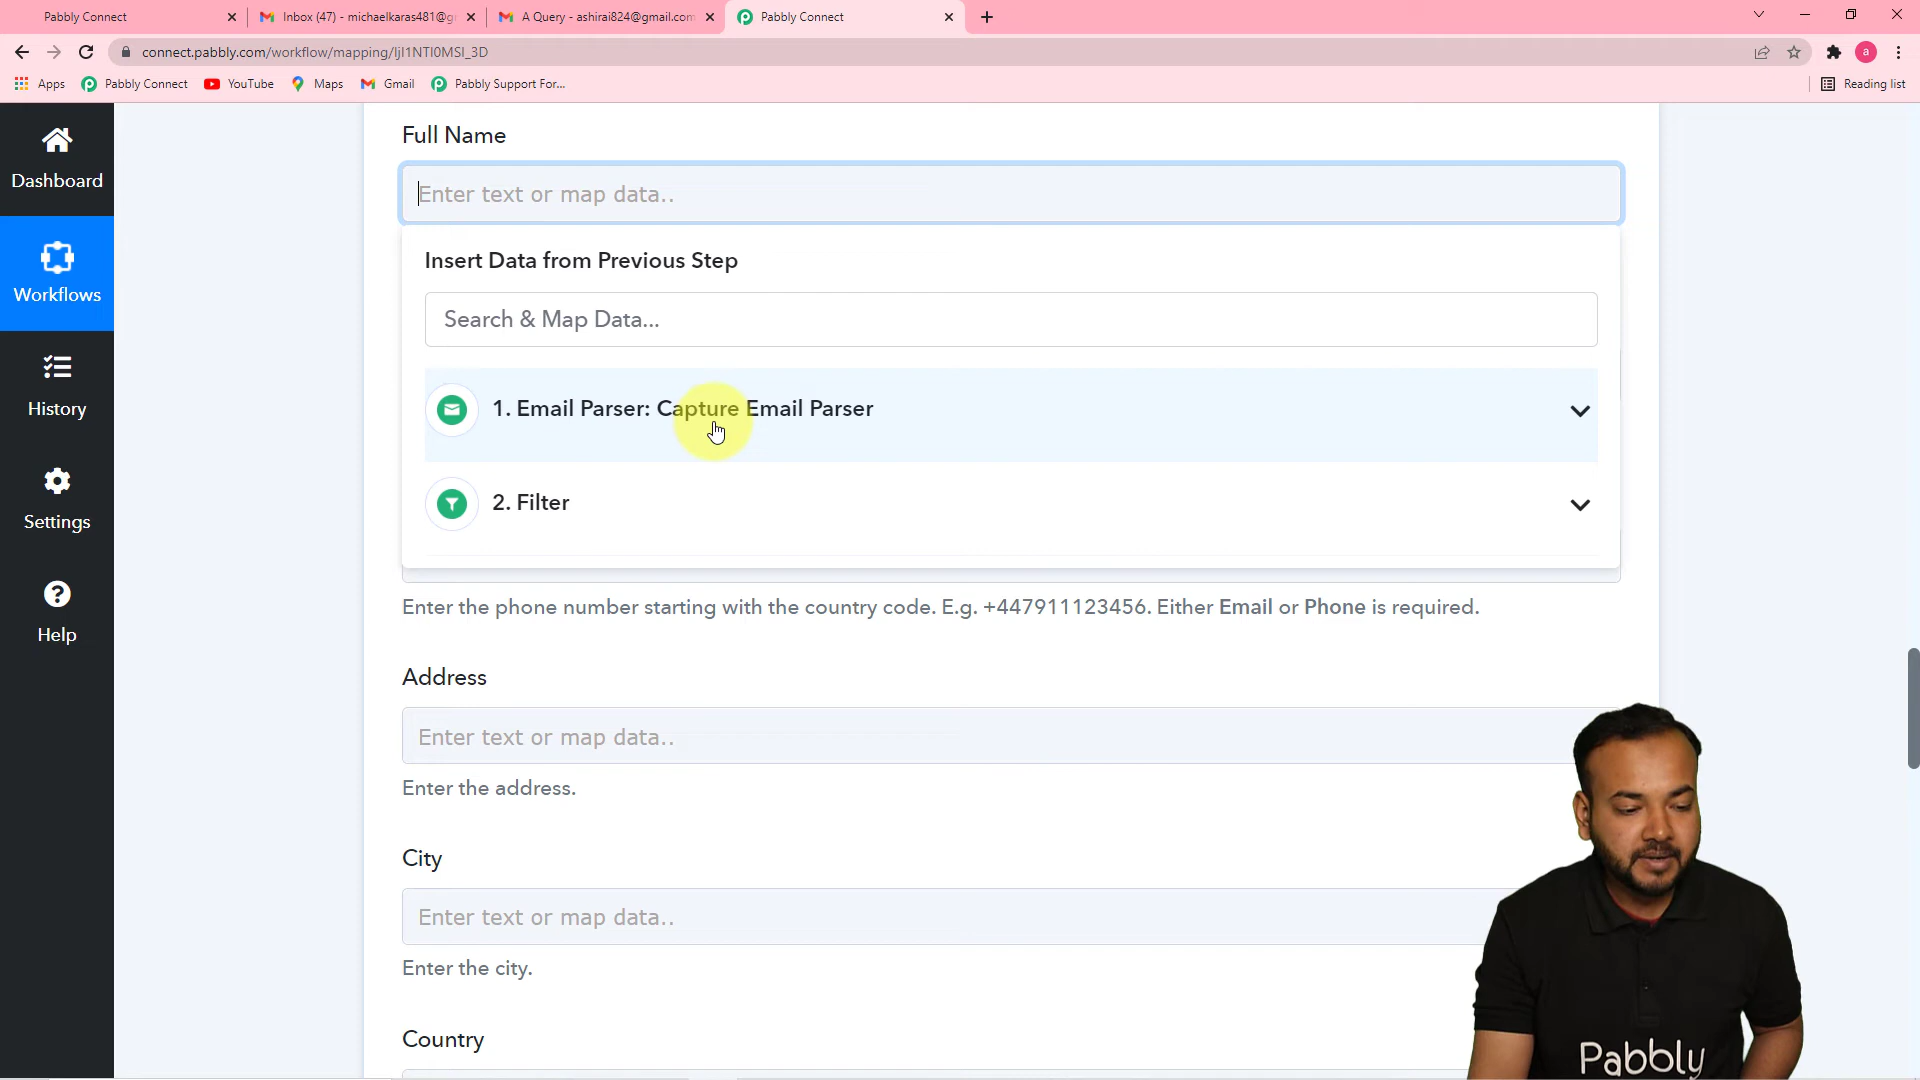 Pabbly Connect
Inbox (47) - michaelkaras481@g
A Query - ashirai824@gmail.com
Pabbly Connect
connect.pabbly.com/workflow/mapping/IjI1NTI0MSI_3D
a
Apps
Pabbly Connect
YouTube
Maps
Gmail
Pabbly Support For...
Reading list
Dashboard
Workflows
History
Settings
Help
Full Name
Enter text or map data..
Insert Data from Previous Step
Search & Map Data...
1. Email Parser: Capture Email Parser
2. Filter
Enter the phone number starting with the country code. E.g. +447911123456. Either Email or Phone is required.
Address
Enter text or map data..
Enter the address.
City
Enter text or map data..
Enter the city.
Country
Pabbly